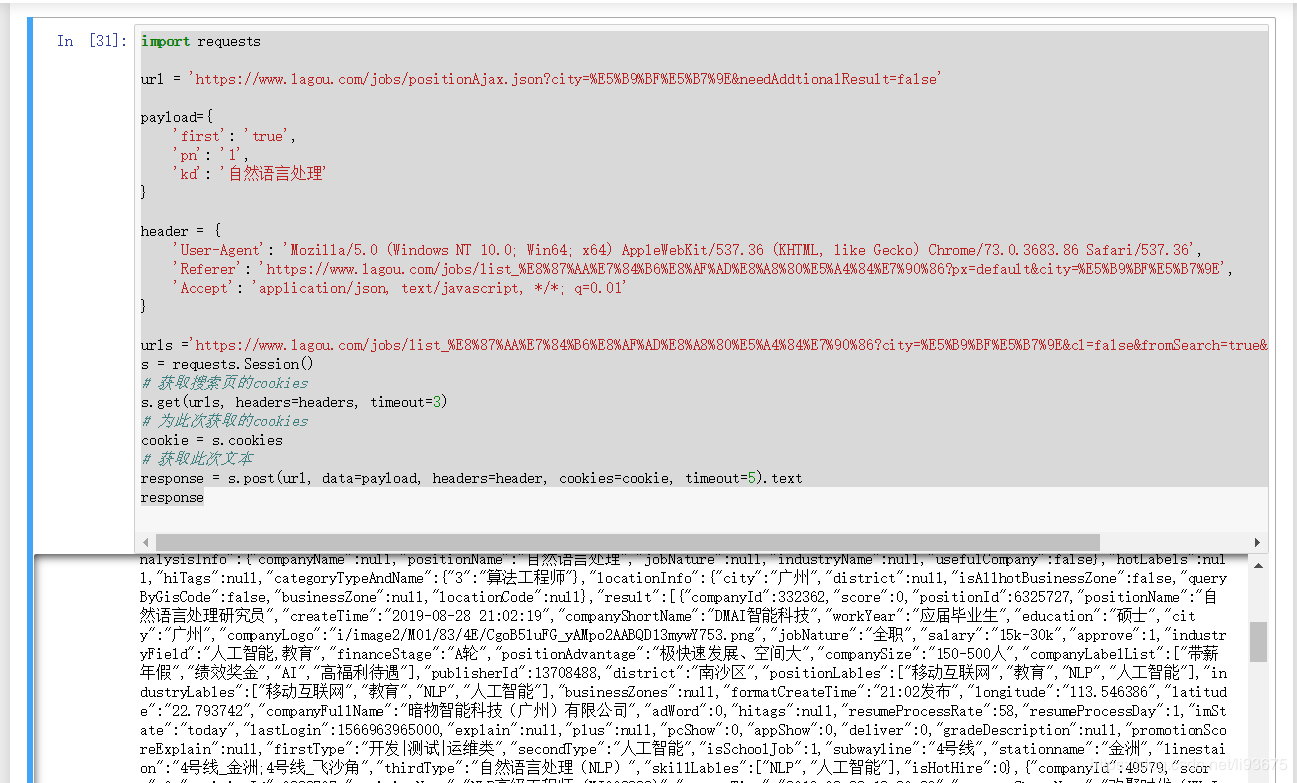 In [31]:
import requests
url = 'https://www.lagou.com/jobs/positionAjax.json?city=%E5%B9%BF%E5%B7%9E&needAddtionalResult=false'
payload={
'first': 'true',
'pn': '1',
'kd': '自然语言处理'
}
header = {
'User-Agent': 'Mozilla/5.0 (Windows NT 10.0; Win64; x64) AppleWebKit/537.36 (KHTML, like Gecko) Chrome/73.0.3683.86 Safari/537.36',
'Referer': 'https://www.lagou.com/jobs/list_%E8%87%AA%E7%84%B6%E8%AF%AD%E8%A8%80%E5%A4%84%E7%90%86?px=default&city=%E5%B9%BF%E5%B7%9E',
'Accept': 'application/json, text/javascript, */*; q=0.01'
}
urls ='https://www.lagou.com/jobs/list_%E8%87%AA%E7%84%B6%E8%AF%AD%E8%A8%80%E5%A4%84%E7%90%86?city=%E5%B9%BF%E5%B7%9E&cl=false&fromSearch=true&
s = requests.Session()
# 获取搜索页的cookies
s.get(urls, headers=headers, timeout=3)
# 为此次获取的cookies
cookie = s.cookies
# 获取此次文本
response = s.post(url, data=payload, headers=header, cookies=cookie, timeout=5).text
response
nalysisInfo":{"companyName":null,"positionName":"自然语言处理","jobNature":null,"industryName":null,"usefulCompany":false},"hotLabels":nul
l,"hiTags":null,"categoryTypeAndName":{"3":"算法工程师"},"locationInfo":{"city":"广州","district":null,"isAllhotBusinessZone":false,"query
ByGisCode":false,"businessZone":null,"locationCode":null},"result":[{"companyId":332362,"score":0,"positionId":6325727,"positionName":"自
然语言处理研究员","createTime":"2019-08-28 21:02:19","companyShortName":"DMAI智能科技","workYear":"应届毕业生","education":"硕士","cit
y":"广州","companyLogo":"i/image2/M01/83/4E/CgoB5luFG_yAMpo2AABQD13mywY753.png","jobNature":"全职","salary":"15k-30k","approve":1,"industr
yField":"人工智能,教育","financeStage":"A轮","positionAdvantage":"极快速发展、空间大","companySize":"150-500人","companyLabelList":["带薪
年假","绩效奖金","AI","高福利待遇"],"publisherId":13708488,"district":"南沙区","positionLables":["移动互联网","教育","NLP","人工智能"],"in
dustryLables":["移动互联网","教育","NLP","人工智能"],"businessZones":null,"formatCreateTime":"21:02发布","longitude":"113.546386","latitud
e":"22.793742","companyFullName":"暗物智能科技（广州）有限公司","adWord":0,"hitags":null,"resumeProcessRate":58,"resumeProcessDay":1,"imSt
ate":"today","lastLogin":1566963965000,"explain":null,"plus":null,"pcShow":0,"appShow":0,"deliver":0,"gradeDescription":null,"promotionSco
reExplain":null,"firstType":"开发|测试|运维类","secondType":"人工智能","isSchoolJob":1,"subwayline":"4号线","stationname":"金洲","linestai
on":"4号线_金洲;4号线_飞沙角","thirdType":"自然语言处理（NLP）","skillLables":["NLP","人工智能"],"isHotHire":0},{"companyId":49579,"scor